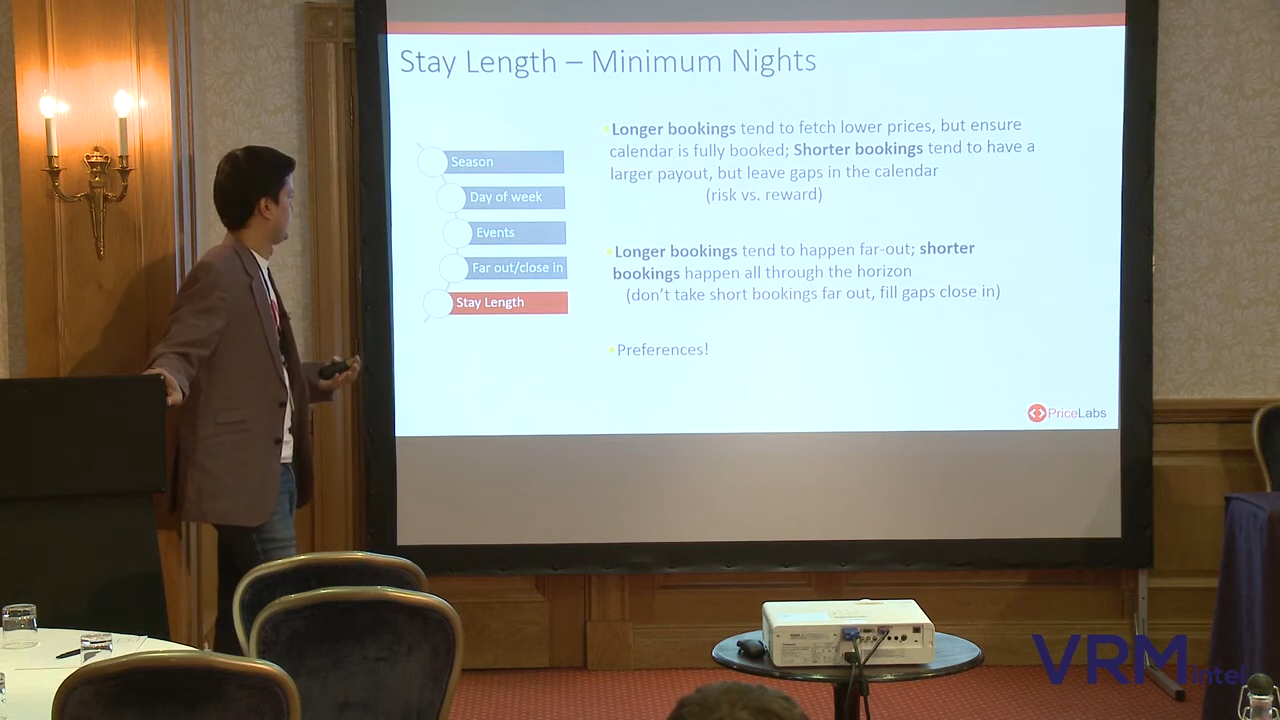 Stay Length – Minimum Nights
Season
Day of week
Events
Far out/close in
Stay Length
•Longer bookings tend to fetch lower prices, but ensure
calendar is fully booked; Shorter bookings tend to have a
larger payout, but leave gaps in the calendar
(risk vs. reward)
•Longer bookings tend to happen far-out; shorter
bookings happen all through the horizon
(don't take short bookings far out, fill gaps close in)
•Preferences!
PriceLabs
VRMintel